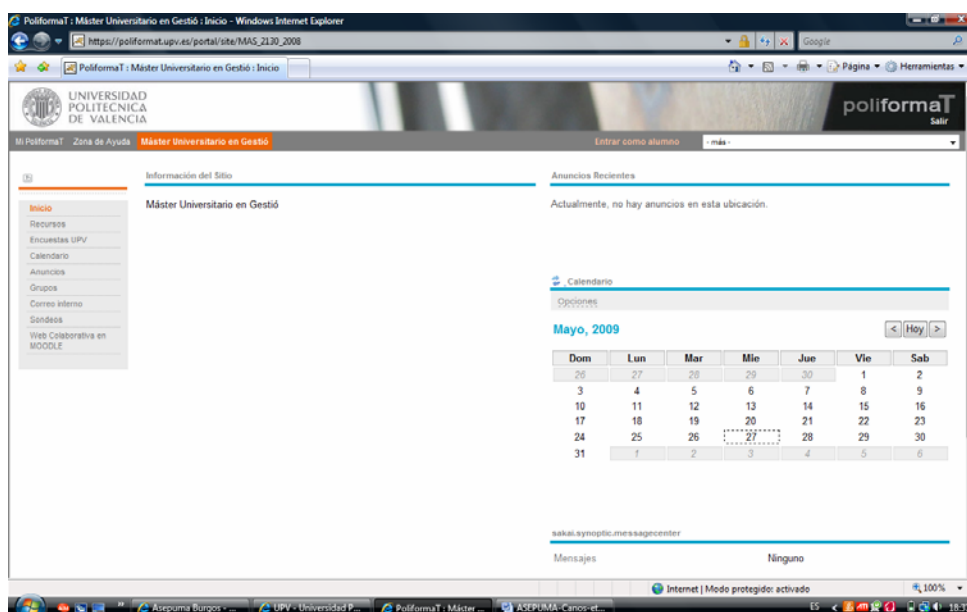 PoliformaT : Máster Universitario en Gestió : Inicio - Windows Internet Explorer
https://poliformat.upv.es/portal/site/MAS_2130_2008
Google
PoliformaT : Máster Universitario en Gestió : Inicio
Página
Herramientas
UNIVERSIDAD
POLITECNICA
DE VALENCIA
poliformaT
Salir
Mi PoliformaT Zona de Ayuda Máster Universitario en Gestió Entrar como alumno - más -
Inicio
Recursos
Encuestas UPV
Calendario
Anuncios
Grupos
Correo interno
Sondeos
Web Colaborativa en
MOODLE
Información del Sitio
Máster Universitario en Gestió
Anuncios Recientes
Actualmente, no hay anuncios en esta ubicación.
Calendario
Opciones
Mayo, 2009 < Hoy >
Dom Lun Mar Mie Jue Vie Sab
26 27 28 29 30 1 2
3 4 5 6 7 8 9
10 11 12 13 14 15 16
17 18 19 20 21 22 23
24 25 26 27 28 29 30
31 1 2 3 4 5 6
sakai.synoptic.messagecenter
Mensajes Ninguno
Internet | Modo protegido: activado 100%
Asepuma Burgos - ... UPV - Universidad P... PoliformaT : Máster ... ASEPUMA-Canos-et... ES